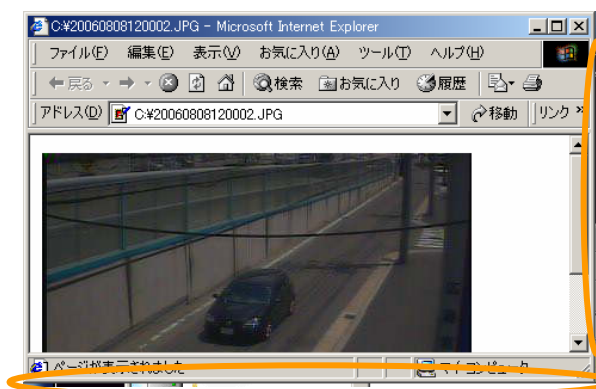 C:¥20060808120002.JPG - Microsoft Internet Explorer
ファイル(F) 編集(E) 表示(V) お気に入り(A) ツール(T) ヘルプ(H)
戻る 検索 お気に入り 履歴
アドレス(D) C:¥20060808120002.JPG 移動 リンク »
ページが表示されました マイ コンピュータ